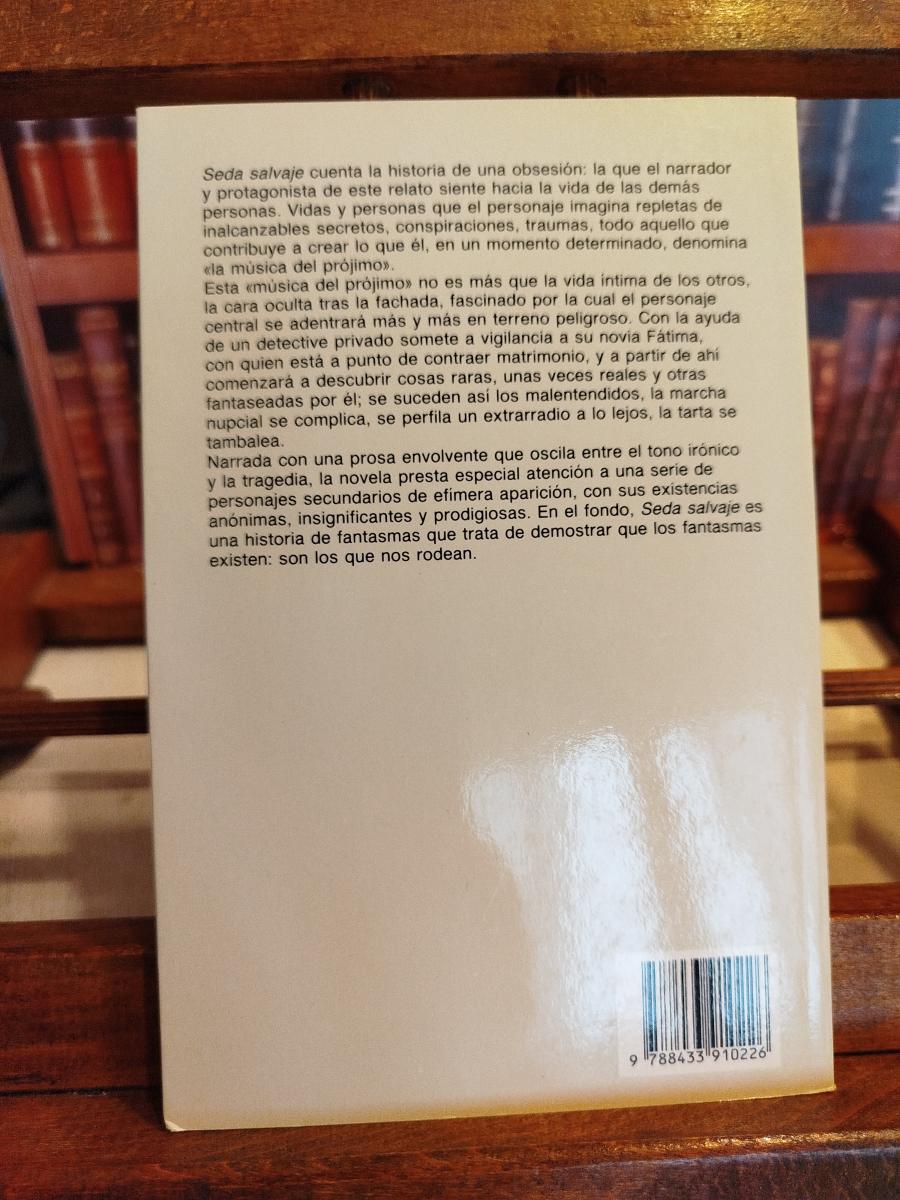 Seda salvaje cuenta la historia de una obsesión: la que el narrador
y protagonista de este relato siente hacia la vida de las demás
personas. Vidas y personas que el personaje imagina repletas de
inalcanzables secretos, conspiraciones, traumas, todo aquello que
contribuye a crear lo que él, en un momento determinado, denomina
«la música del prójimo».
Esta «música del prójimo» no es más que la vida íntima de los otros,
la cara oculta tras la fachada, fascinado por la cual el personaje
central se adentrará más y más en terreno peligroso. Con la ayuda
de un detective privado somete a vigilancia a su novia Fátima,
con quien está a punto de contraer matrimonio, y a partir de ahí
comenzará a descubrir cosas raras, unas veces reales y otras
fantaseadas por él; se suceden así los malentendidos, la marcha
nupcial se complica, se perfila un extrarradio a lo lejos, la tarta se
tambalea.
Narrada con una prosa envolvente que oscila entre el tono irónico
y la tragedia, la novela presta especial atención a una serie de
personajes secundarios de efímera aparición, con sus existencias
anónimas, insignificantes y prodigiosas. En el fondo, Seda salvaje es
una historia de fantasmas que trata de demostrar que los fantasmas
existen: son los que nos rodean.
9 788433 910226